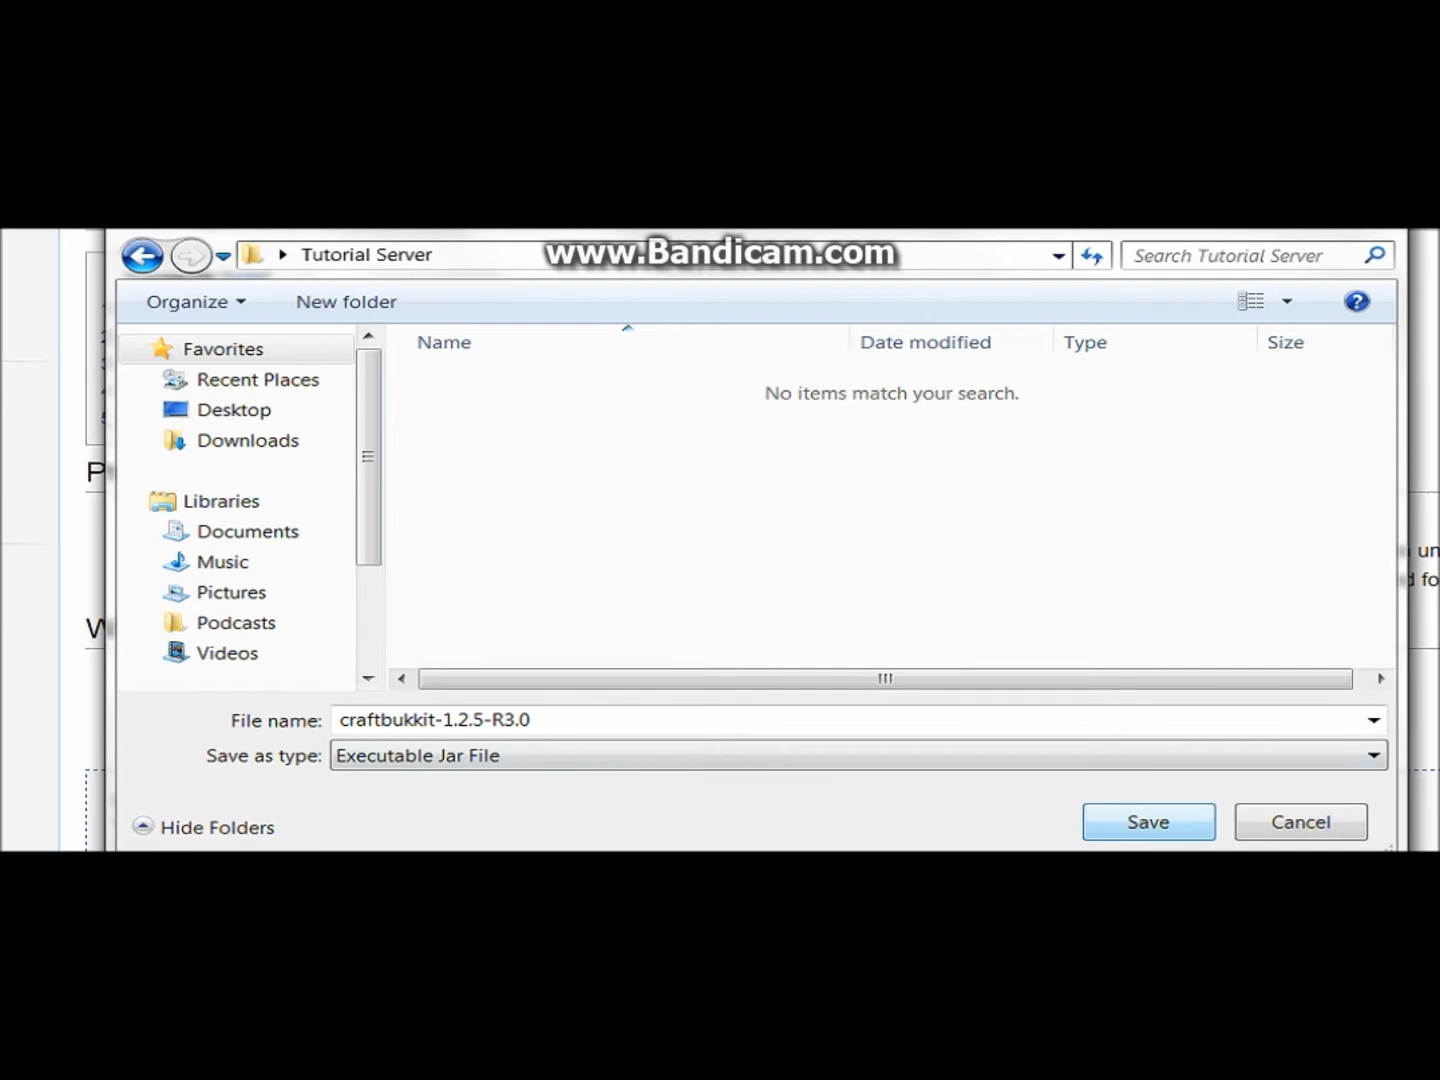 Tutorial Server
www.Bandicam.com
Search Tutorial Server
Organize
New folder
Favorites
Recent Places
Desktop
Downloads
Libraries
Documents
Music
Pictures
Podcasts
Videos
Name
Date modified
Type
Size
No items match your search.
File name: craftbukkit-1.2.5-R3.0
Save as type: Executable Jar File
Hide Folders
Save
Cancel